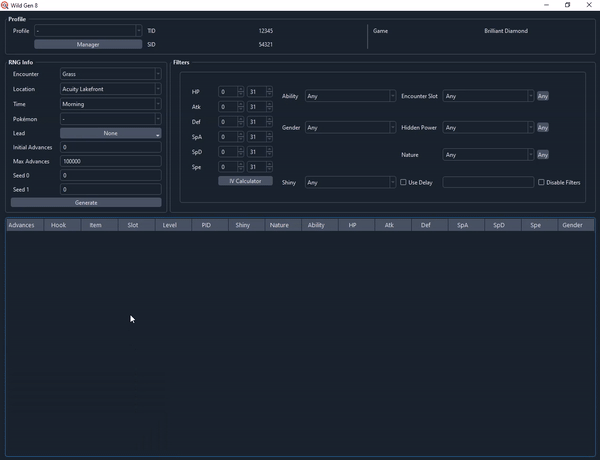 Wild Gen 8
Profile
Profile - TID 12345 Game Brilliant Diamond
Manager SID 54321
RNG Info
Encounter Grass
Location Acuity Lakefront
Time Morning
Pokémon -
Lead None
Initial Advances 0
Max Advances 100000
Seed 0 0
Seed 1 0
Generate
Filters
HP 0 31
Atk 0 31
Def 0 31
SpA 0 31
SpD 0 31
Spe 0 31
IV Calculator
Ability Any
Gender Any
Shiny Any
Encounter Slot Any Any
Hidden Power Any Any
Nature Any Any
Use Delay Disable Filters
Advances Hook Item Slot Level PID Shiny Nature Ability HP Atk Def SpA SpD Spe Gender